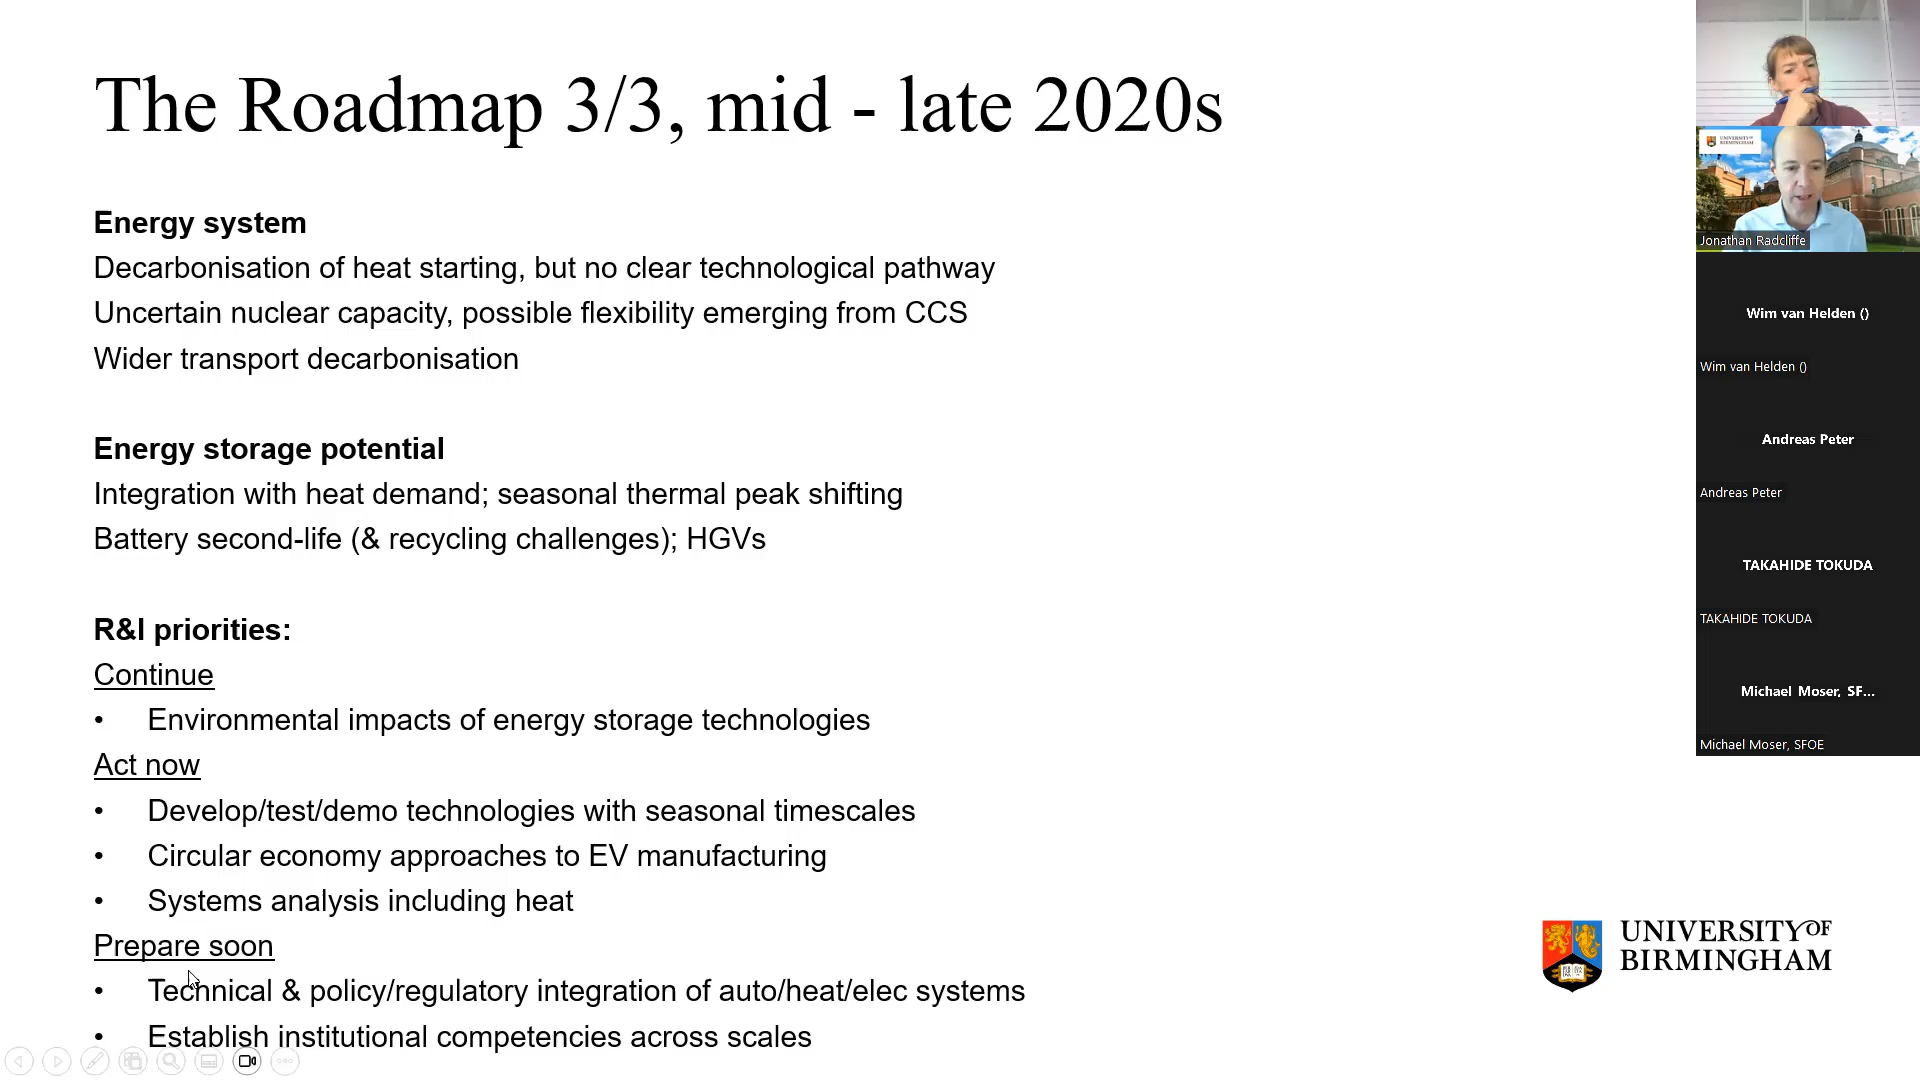 The Roadmap 3/3, mid - late 2020s
Energy system
Decarbonisation of heat starting, but no clear technological pathway
Uncertain nuclear capacity, possible flexibility emerging from CCS
Wider transport decarbonisation
Energy storage potential
Integration with heat demand; seasonal thermal peak shifting
Battery second-life (& recycling challenges); HGVs
R&I priorities:
Continue
• Environmental impacts of energy storage technologies
Act now
• Develop/test/demo technologies with seasonal timescales
• Circular economy approaches to EV manufacturing
• Systems analysis including heat
Prepare soon
• Technical & policy/regulatory integration of auto/heat/elec systems
• Establish institutional competencies across scales
UNIVERSITY OF
BIRMINGHAM
UNIVERSITY OF
BIRMINGHAM
Jonathan Radcliffe
Wim van Helden ()
Wim van Helden ()
Andreas Peter
Andreas Peter
TAKAHIDE TOKUDA
TAKAHIDE TOKUDA
Michael Moser, SF...
Michael Moser, SFOE